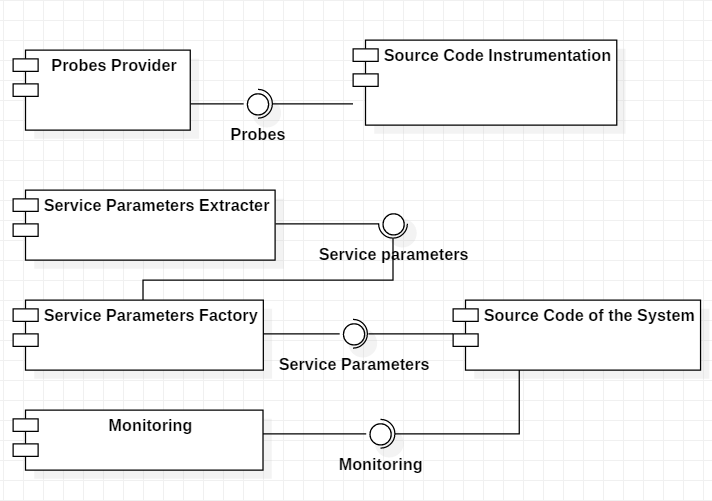 Probes Provider
Source Code Instrumentation
Probes
Service Parameters Extracter
Service parameters
Service Parameters Factory
Source Code of the System
Service Parameters
Monitoring
Monitoring